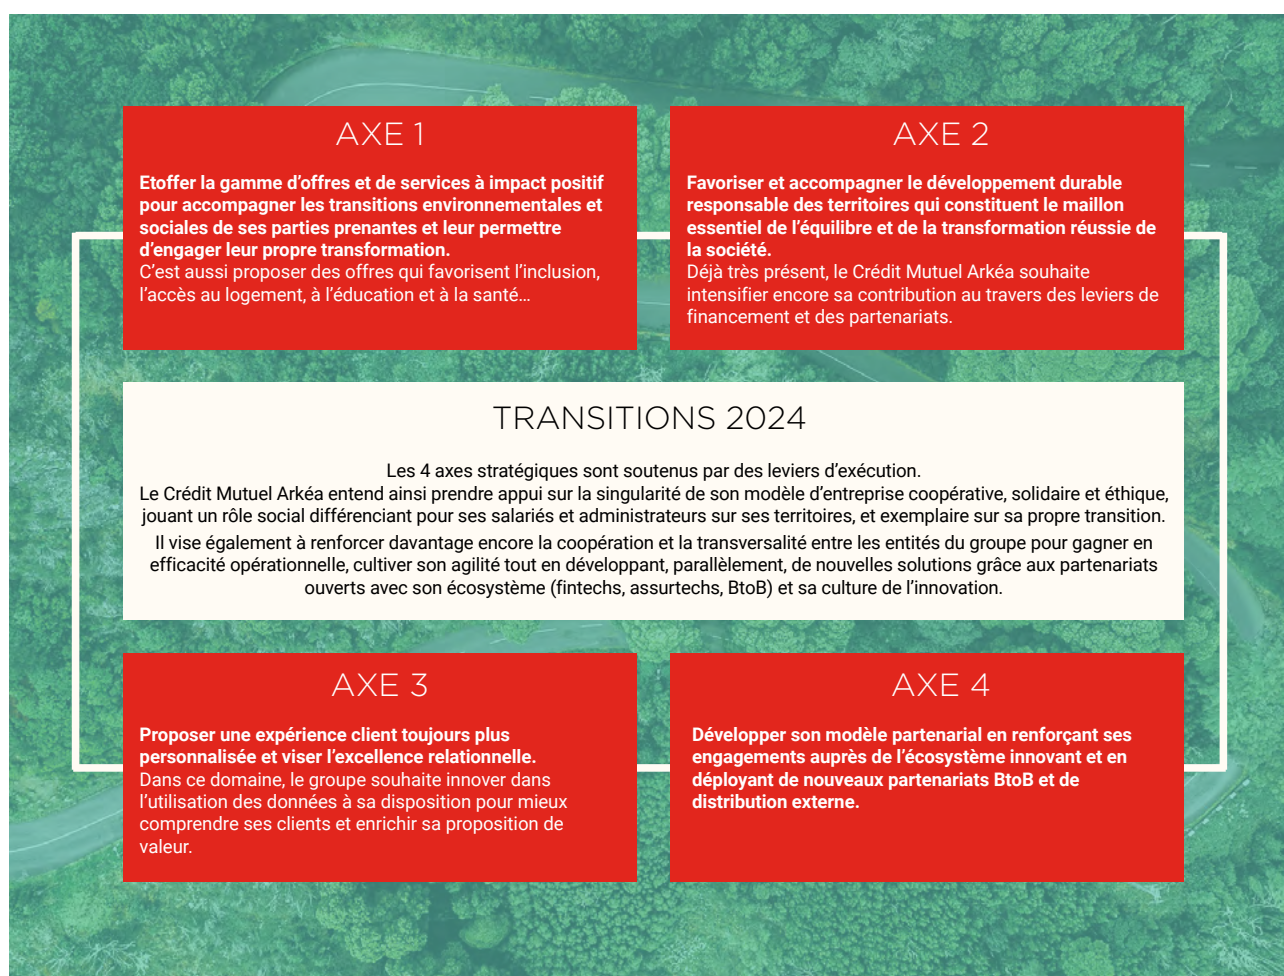 AXE 1
Etoffer la gamme d’offres et de services à impact positif
pour accompagner les transitions environnementales et
sociales de ses parties prenantes et leur permettre
d’engager leur propre transformation.
C’est aussi proposer des offres qui favorisent l’inclusion,
l’accès au logement, à l’éducation et à la santé…
AXE 2
Favoriser et accompagner le développement durable
responsable des territoires qui constituent le maillon
essentiel de l’équilibre et de la transformation réussie de
la société.
Déjà très présent, le Crédit Mutuel Arkéa souhaite
intensifier encore sa contribution au travers des leviers de
financement et des partenariats.
TRANSITIONS 2024
Les 4 axes stratégiques sont soutenus par des leviers d’exécution.
Le Crédit Mutuel Arkéa entend ainsi prendre appui sur la singularité de son modèle d’entreprise coopérative, solidaire et éthique,
jouant un rôle social différenciant pour ses salariés et administrateurs sur ses territoires, et exemplaire sur sa propre transition.
Il vise également à renforcer davantage encore la coopération et la transversalité entre les entités du groupe pour gagner en
efficacité opérationnelle, cultiver son agilité tout en développant, parallèlement, de nouvelles solutions grâce aux partenariats
ouverts avec son écosystème (fintechs, assurtechs, BtoB) et sa culture de l’innovation.
AXE 3
Proposer une expérience client toujours plus
personnalisée et viser l’excellence relationnelle.
Dans ce domaine, le groupe souhaite innover dans
l’utilisation des données à sa disposition pour mieux
comprendre ses clients et enrichir sa proposition de
valeur.
AXE 4
Développer son modèle partenarial en renforçant ses
engagements auprès de l’écosystème innovant et en
déployant de nouveaux partenariats BtoB et de
distribution externe.